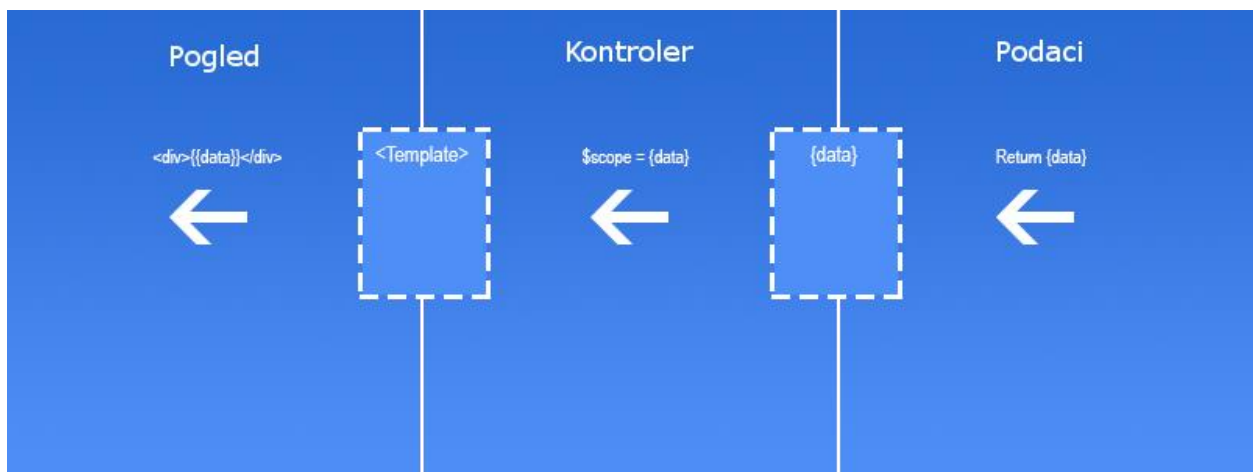 Pogled
Kontroler
Podaci
<div>{{data}}</div>
<Template>
$scope = {data}
{data}
Return {data}